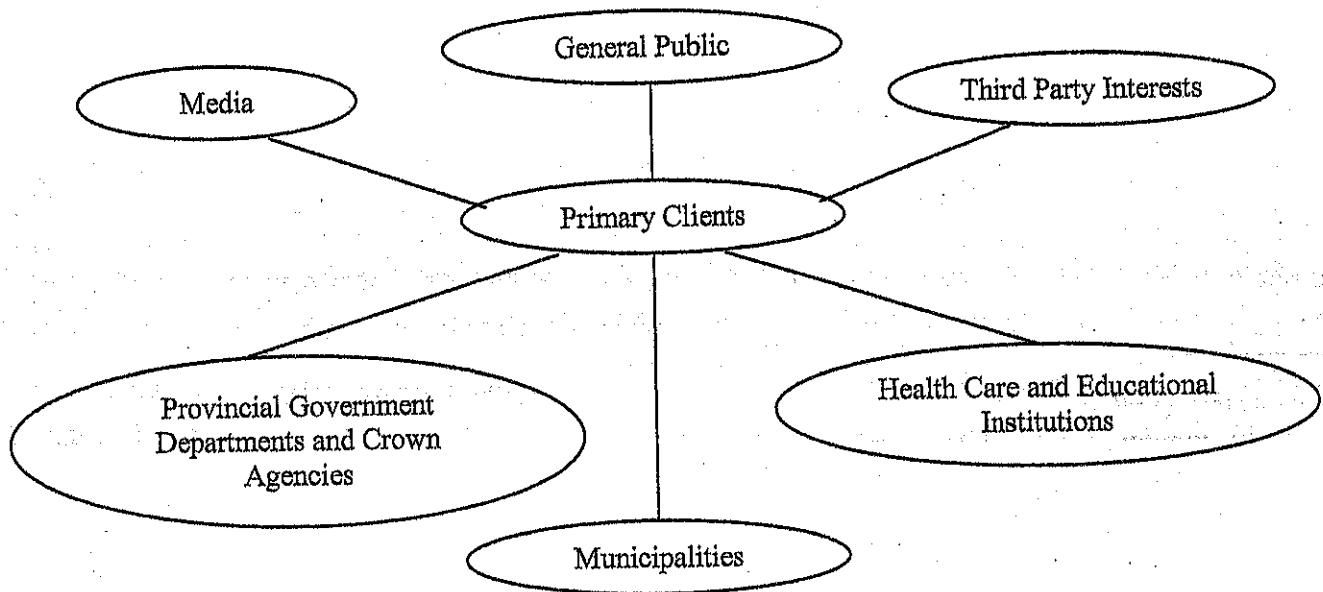 General Public
Media
Third Party Interests
Primary Clients
Provincial Government
Departments and Crown
Agencies
Health Care and Educational
Institutions
Municipalities